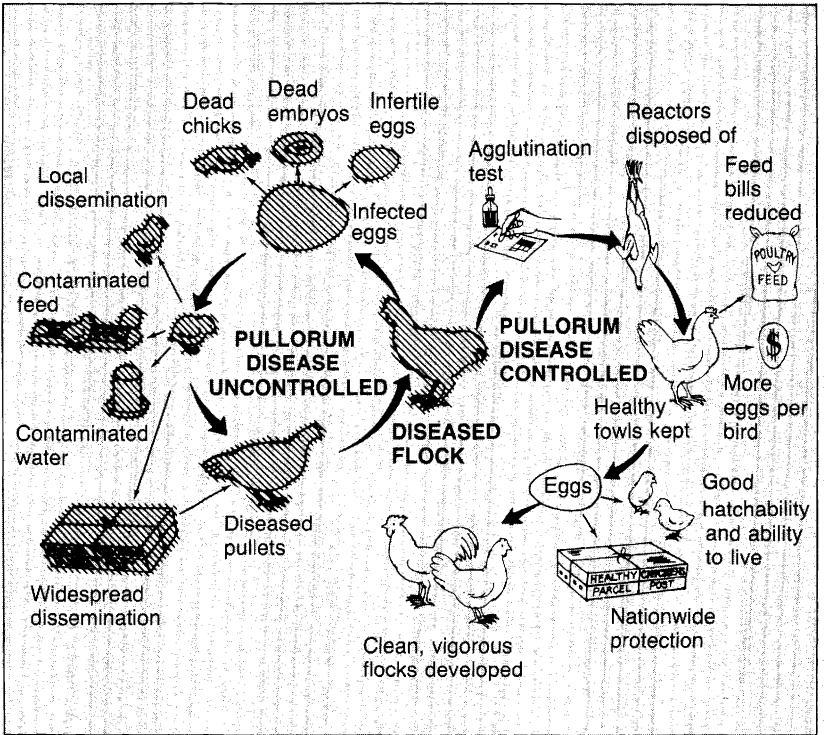 Dead
chicks
Dead
embryos
Infertile
eggs
Infected
eggs
Local
dissemination
Contaminated
feed
Contaminated
water
Widespread
dissemination
Diseased
pullets
PULLORUM
DISEASE
UNCONTROLLED
DISEASED
FLOCK
PULLORUM
DISEASE
CONTROLLED
Agglutination
test
Reactors
disposed of
Feed
bills
reduced
POULTRY
FEED
$
More
eggs per
bird
Healthy
fowls kept
Eggs
Good
hatchability
and ability
to live
HEALTHY CHICKENS
PARCEL POST
Nationwide
protection
Clean, vigorous
flocks developed